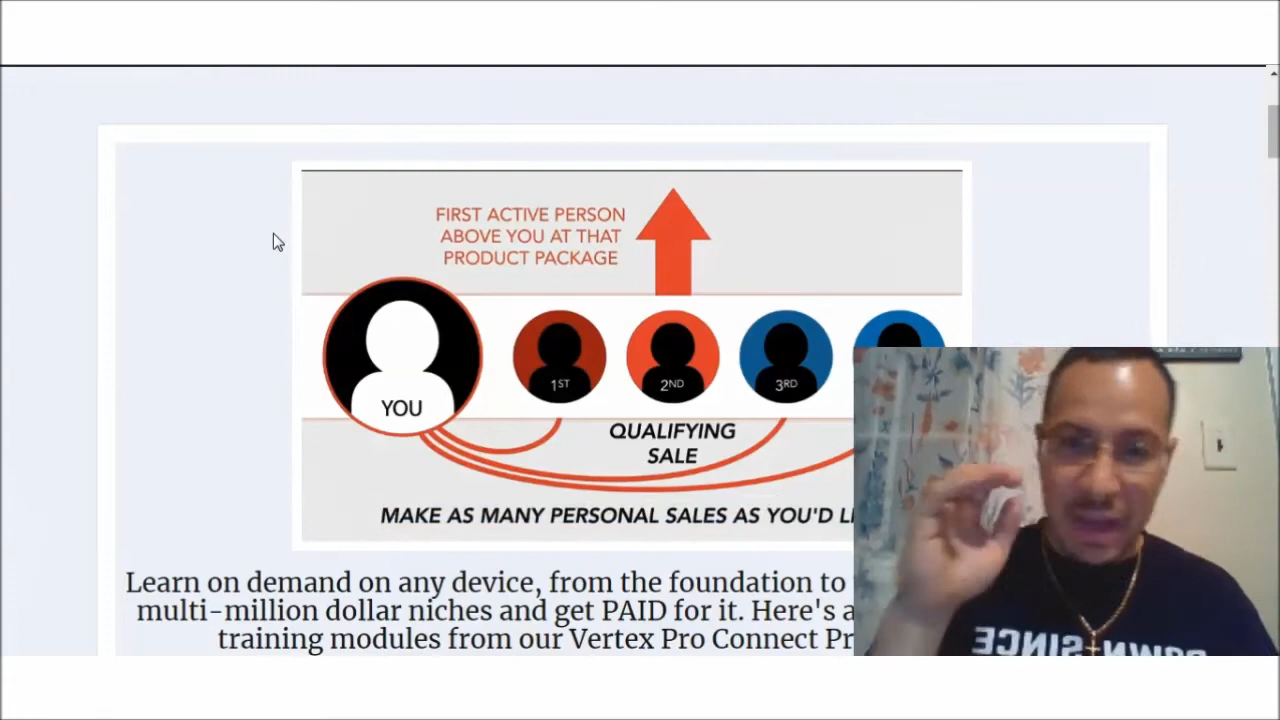 FIRST ACTIVE PERSON
ABOVE YOU AT THAT
PRODUCT PACKAGE
YOU
1ST
2ND
3RD
QUALIFYING
SALE
MAKE AS MANY PERSONAL SALES AS YOU'D
Learn on demand on any device, from the foundation to
multi-million dollar niches and get PAID for it. Here's a
training modules from our Vertex Pro Connect
SINCE